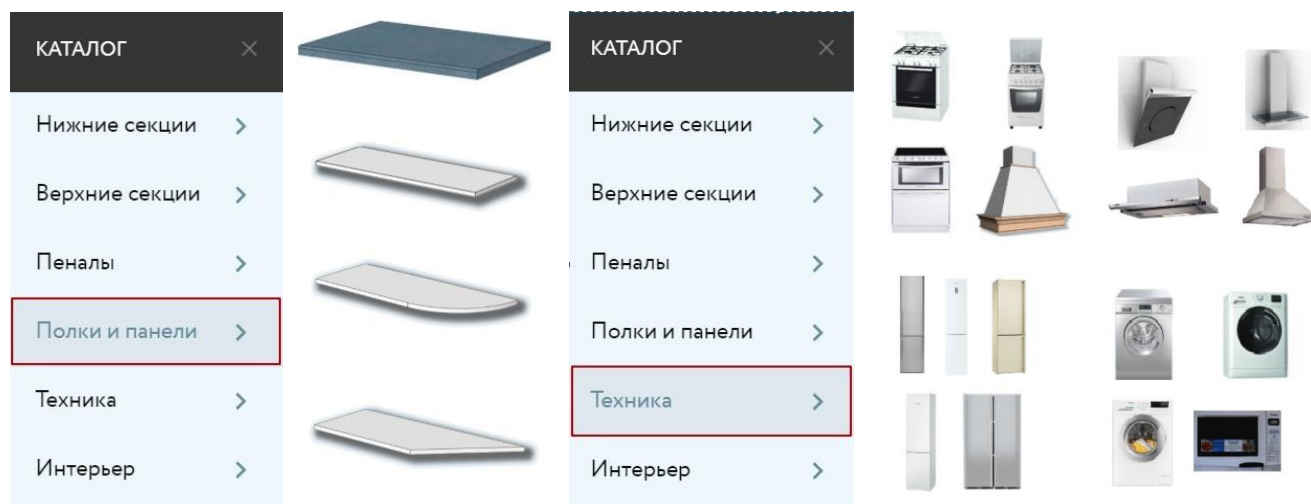 КАТАЛОГ
Нижние секции
Верхние секции
Пеналы
Полки и панели
Техника
Интерьер
КАТАЛОГ
Нижние секции
Верхние секции
Пеналы
Полки и панели
Техника
Интерьер